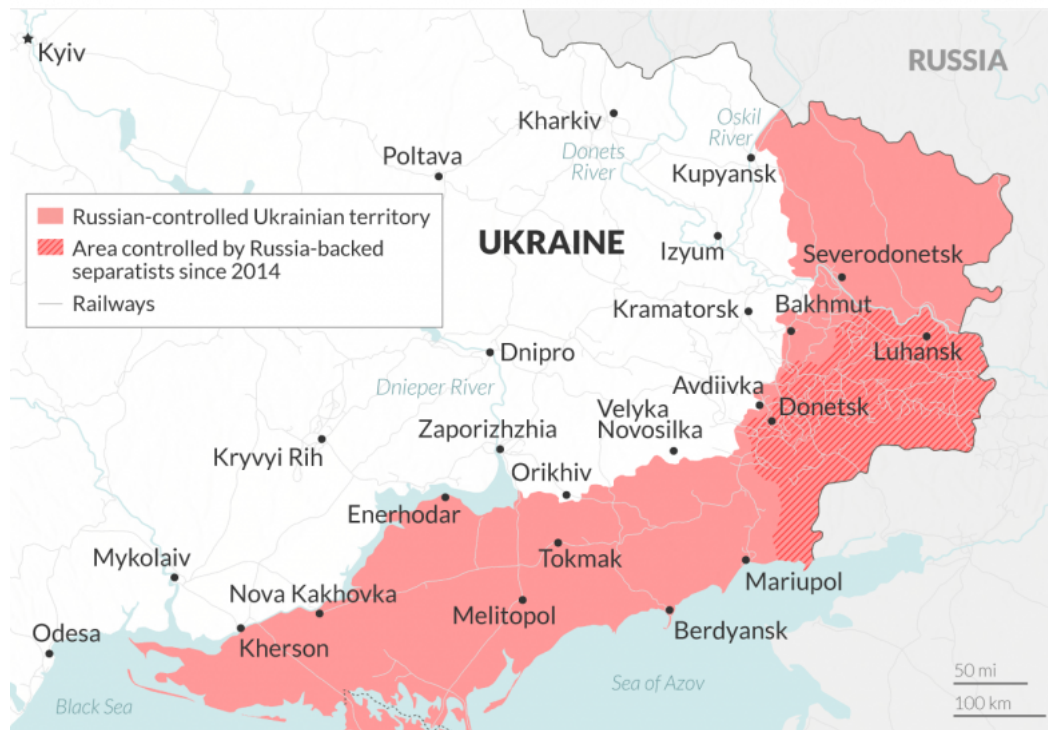 RUSSIA
Kyiv
Oskil
River
Kharkiv
Donets
River
Poltava
Kupyansk
Russian-controlled Ukrainian territory
Area controlled by Russia-backed
separatists since 2014
Railways
UKRAINE
Izyum
Severodonetsk
Kramatorsk
Bakhmut
Luhansk
Dnipro
Dnieper River
Avdiivka
Donetsk
Velyka
Novosilka
Zaporizhzhia
Kryvyi Rih
Orikhiv
Enerhodar
Tokmak
Mykolaiv
Mariupol
Nova Kakhovka
Melitopol
Berdyansk
Odesa
Kherson
Sea of Azov
Black Sea
50 mi
100 km